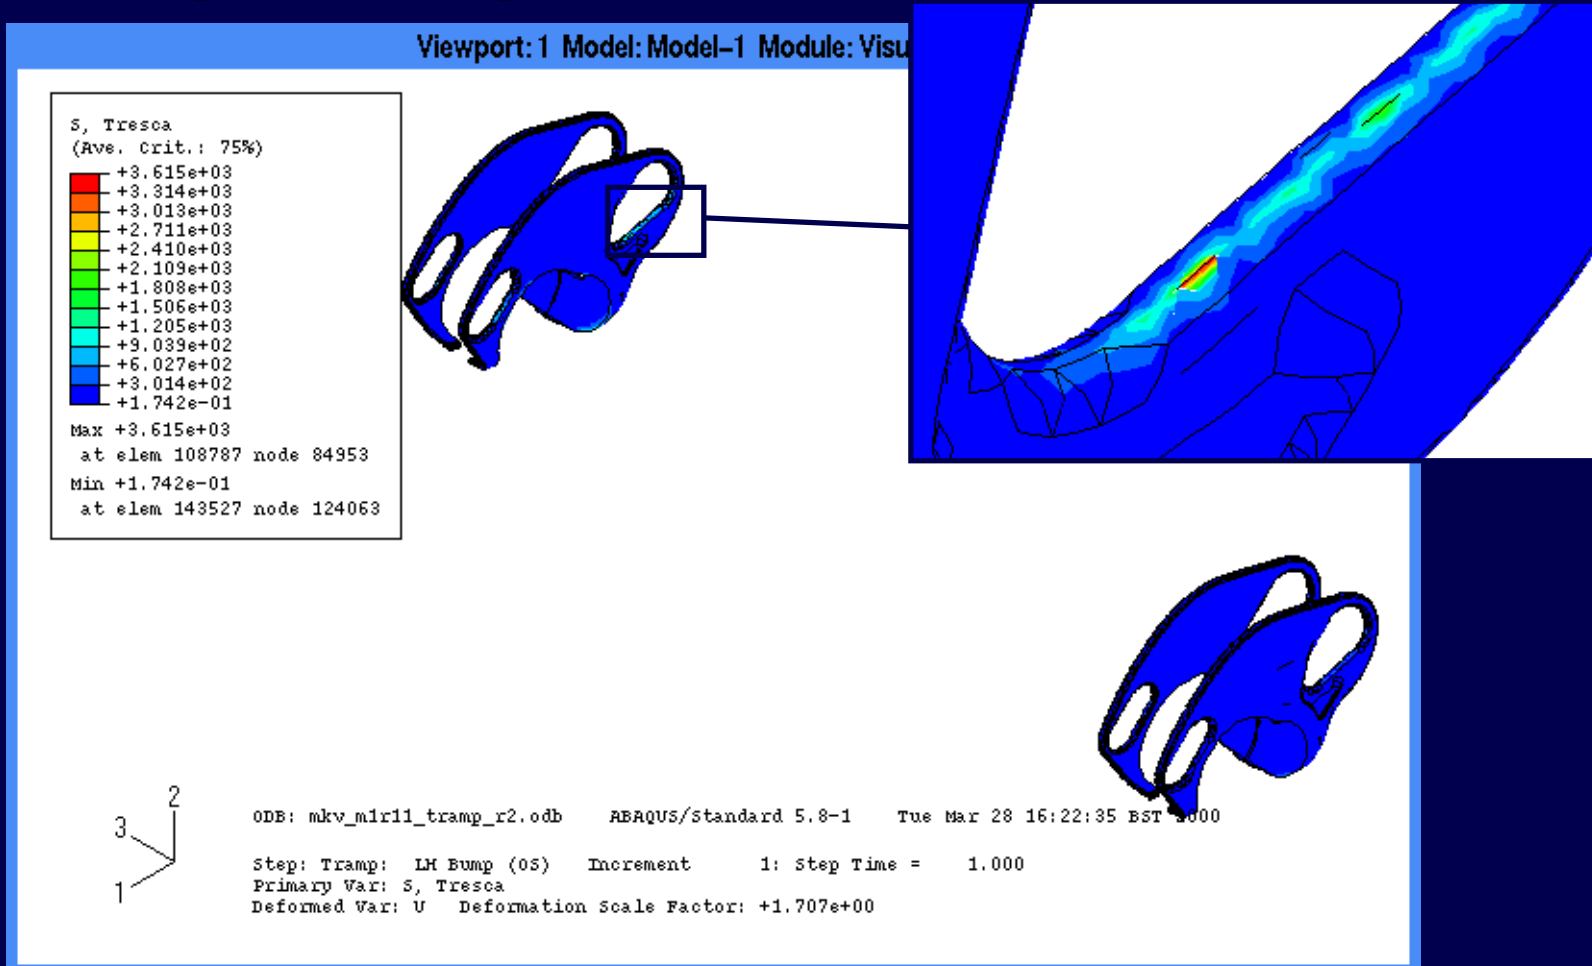 Viewport: 1 Model: Model-1 Module: Visu
S, Tresca
(Ave. Crit.: 75%)
+3.615e+03
+3.314e+03
+3.013e+03
+2.711e+03
+2.410e+03
+2.109e+03
+1.808e+03
+1.506e+03
+1.205e+03
+9.039e+02
+6.027e+02
+3.014e+02
+1.742e-01
Max +3.615e+03
at elem 108787 node 84953
Min +1.742e-01
at elem 143527 node 124063
2
3
1
ODB: mkv_m1r11_tramp_r2.odb ABAQUS/Standard 5.8-1 Tue Mar 28 16:22:35 BST 2000
Step: Tramp: LH Bump (OS) Increment 1: Step Time = 1.000
Primary Var: S, Tresca
Deformed Var: U Deformation Scale Factor: +1.707e+00